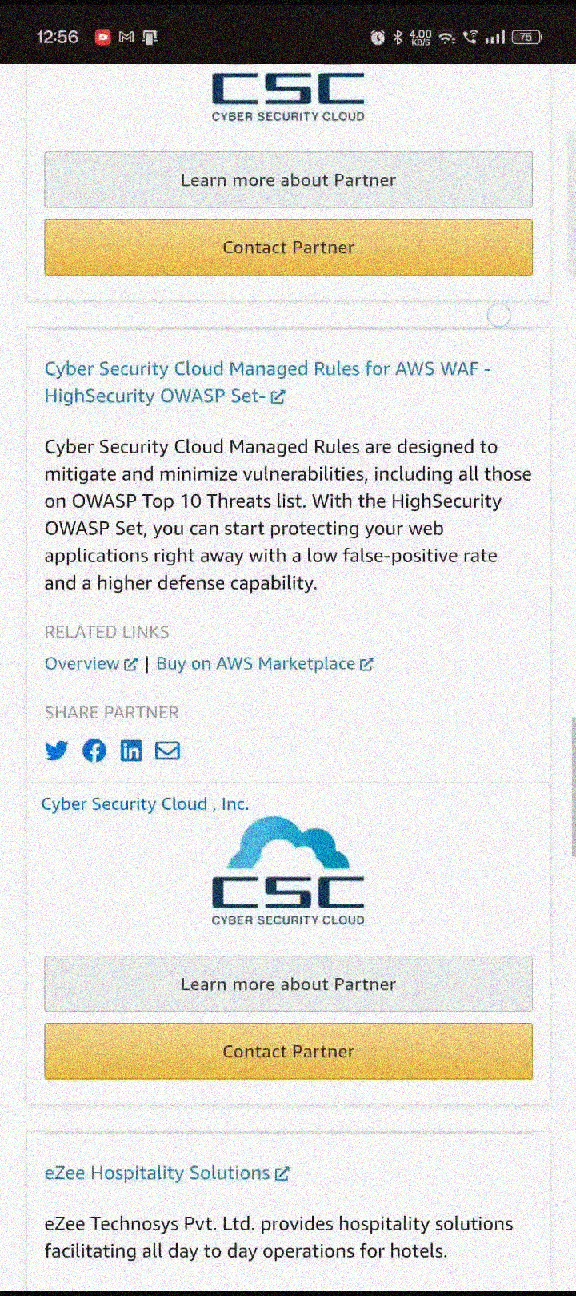 12:56
4.00
KB/S
75
CSC
CYBER SECURITY CLOUD
Learn more about Partner
Contact Partner
Cyber Security Cloud Managed Rules for AWS WAF -
HighSecurity OWASP Set-
Cyber Security Cloud Managed Rules are designed to
mitigate and minimize vulnerabilities, including all those
on OWASP Top 10 Threats list. With the HighSecurity
OWASP Set, you can start protecting your web
applications right away with a low false-positive rate
and a higher defense capability.
RELATED LINKS
Overview | Buy on AWS Marketplace
SHARE PARTNER
Cyber Security Cloud , Inc.
CSC
CYBER SECURITY CLOUD
Learn more about Partner
Contact Partner
eZee Hospitality Solutions
eZee Technosys Pvt. Ltd. provides hospitality solutions
facilitating all day to day operations for hotels.